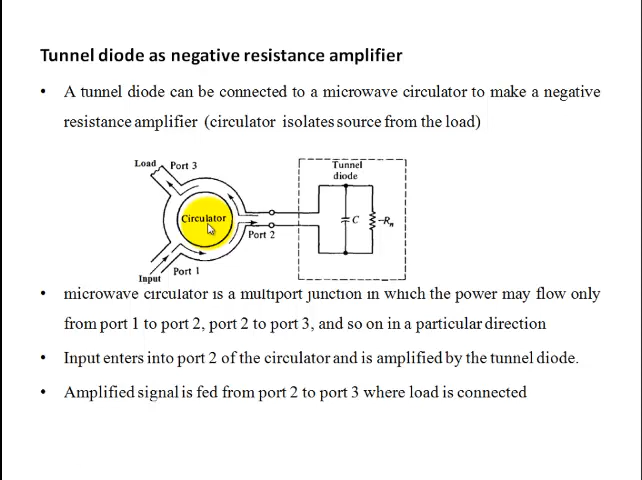 Tunnel diode as negative resistance amplifier
• A tunnel diode can be connected to a microwave circulator to make a negative
resistance amplifier (circulator isolates source from the load)
Load Port 3
Tunnel
diode
Circulator
C
-Rn
Port 2
Port 1
Input
• microwave circulator is a multiport junction in which the power may flow only
from port 1 to port 2, port 2 to port 3, and so on in a particular direction
• Input enters into port 2 of the circulator and is amplified by the tunnel diode.
• Amplified signal is fed from port 2 to port 3 where load is connected